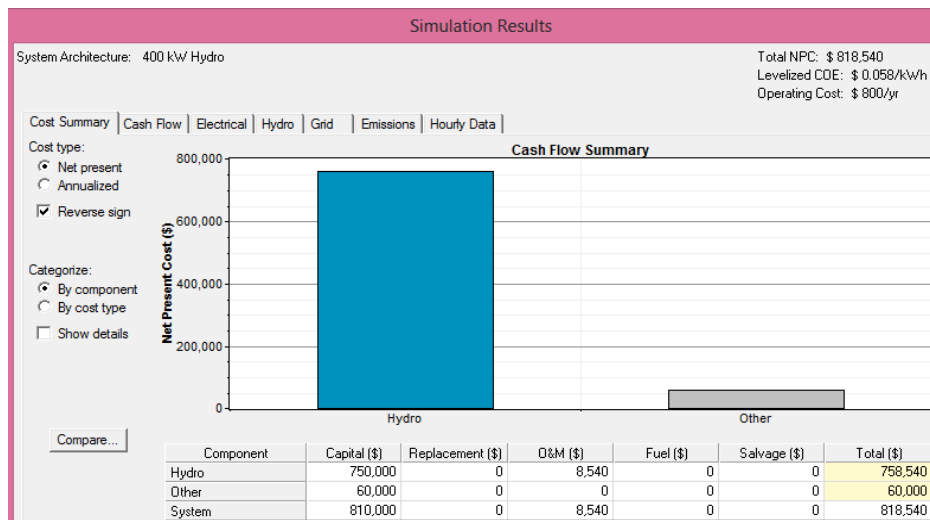 Simulation Results
System Architecture: 400 kW Hydro
Total NPC: $ 818,540
Levelized COE: $ 0.058/kWh
Operating Cost: $ 800/yr
Cost Summary Cash Flow Electrical Hydro Grid Emissions Hourly Data
Cost type:
Net present
Annualized
Reverse sign
Categorize:
By component
By cost type
Show details
Compare...
Cash Flow Summary
Net Present Cost ($)
800,000
600,000
400,000
200,000
0
Hydro Other
Component Capital ($) Replacement ($) O&M ($) Fuel ($) Salvage ($) Total ($)
Hydro 750,000 0 8,540 0 0 758,540
Other 60,000 0 0 0 0 60,000
System 810,000 0 8,540 0 0 818,540